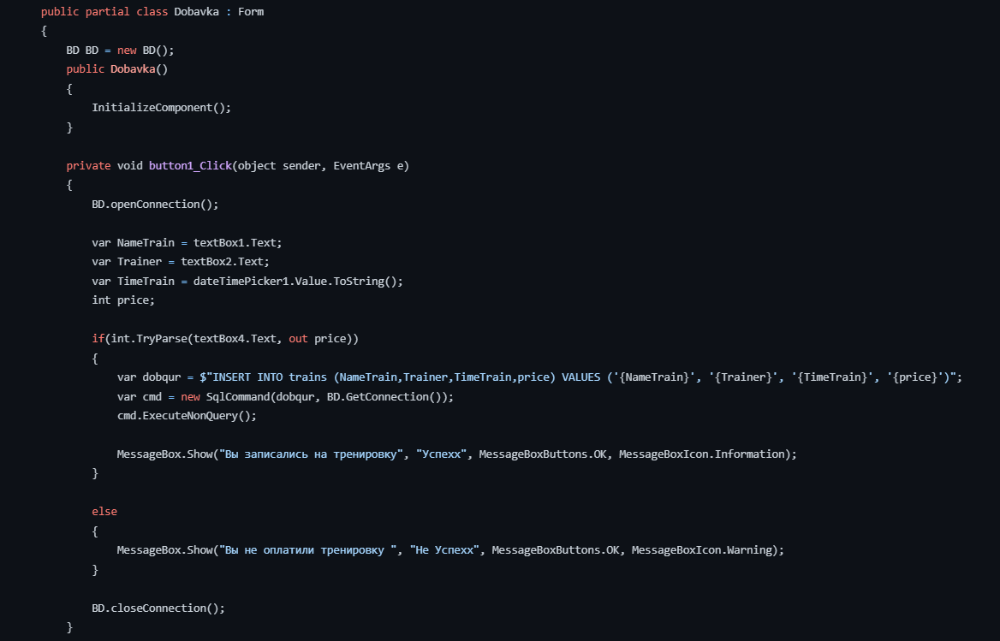 public partial class Dobavka : Form
{
BD BD = new BD();
public Dobavka()
{
InitializeComponent();
}
private void button1_Click(object sender, EventArgs e)
{
BD.openConnection();
var NameTrain = textBox1.Text;
var Trainer = textBox2.Text;
var TimeTrain = dateTimePicker1.Value.ToString();
int price;
if(int.TryParse(textBox4.Text, out price))
{
var dobqur = $"INSERT INTO trains (NameTrain,Trainer,TimeTrain,price) VALUES ('{NameTrain}', '{Trainer}', '{TimeTrain}', '{price}')";
var cmd = new SqlCommand(dobqur, BD.GetConnection());
cmd.ExecuteNonQuery();
MessageBox.Show("Вы записались на тренировку", "Успехх", MessageBoxButtons.OK, MessageBoxIcon.Information);
}
else
{
MessageBox.Show("Вы не оплатили тренировку ", "Не Успехх", MessageBoxButtons.OK, MessageBoxIcon.Warning);
}
BD.closeConnection();
}